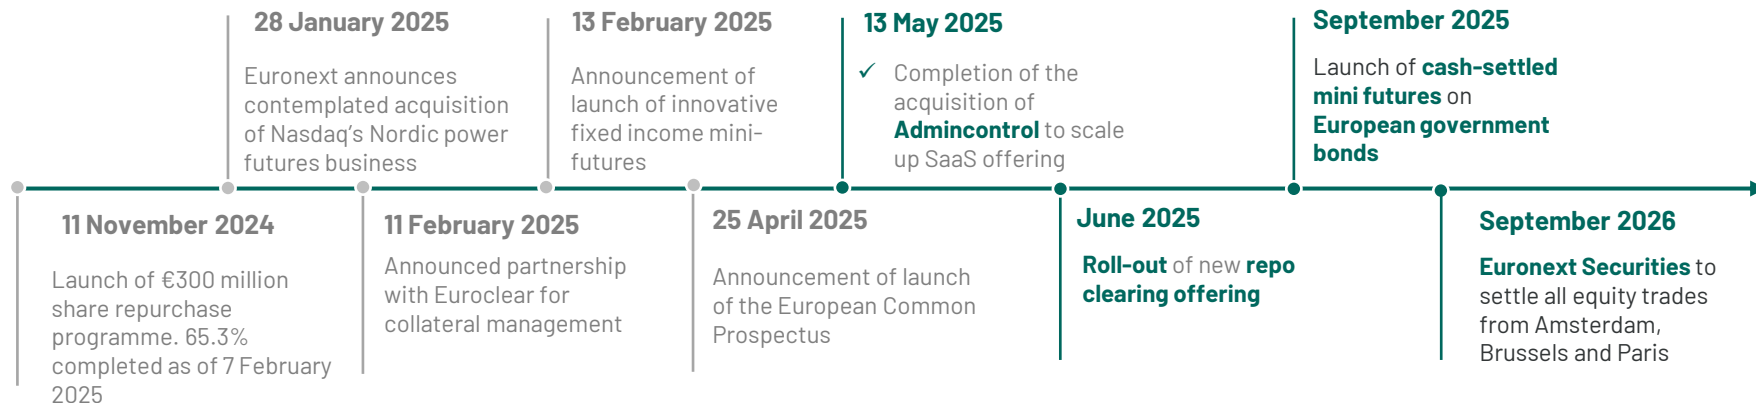 28 January 2025
Euronext announces
contemplated acquisition
of Nasdaq's Nordic power
futures business
13 February 2025
Announcement of
launch of innovative
fixed income mini-
futures
13 May 2025
✓ Completion of the
acquisition of
Admincontrol to scale
up SaaS offering
September 2025
Launch of cash-settled
mini futures on
European government
bonds
11 November 2024
Launch of €300 million
share repurchase
programme. 65.3%
completed as of 7 February
2025
11 February 2025
Announced partnership
with Euroclear for
collateral management
25 April 2025
Announcement of launch
of the European Common
Prospectus
June 2025
Roll-out of new repo
clearing offering
September 2026
Euronext Securities to
settle all equity trades
from Amsterdam,
Brussels and Paris